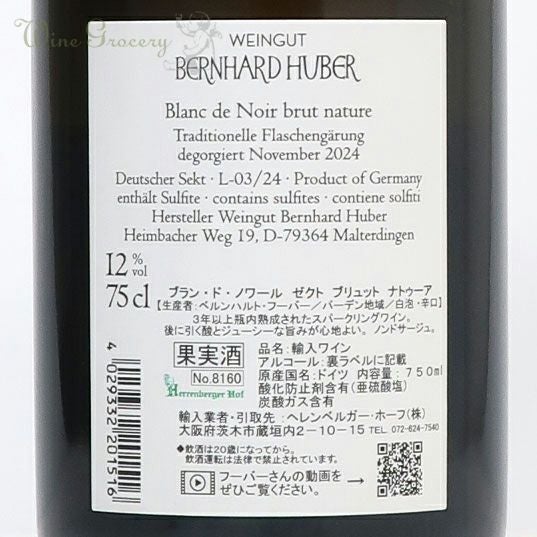 Wine Grocery
WEINGUT
BERNHARD HUBER
Blanc de Noir brut nature
Traditionelle Flaschengärung
degorgiert November 2024
Deutscher Sekt · L-03/24 · Product of Germany
enthält Sulfite · contains sulfites · contiene solfiti
Hersteller Weingut Bernhard Huber
Heimbacher Weg 19, D-79364 Malterdingen
12 % vol
75 cl
ブラン・ド・ノワール ゼクト ブリュット ナトゥーア
【生産者:ベルンハルト・フーバー/バーデン地域/白泡・辛口】
3年以上瓶内熟成されたスパークリングワイン。
後に引く酸とジューシーな旨みが心地よい。ノンドサージュ。
果実酒
No.8160
Herrenberger Hof
品名:輸入ワイン
アルコール:裏ラベルに記載
原産国名:ドイツ 内容量:750ml
酸化防止剤含有(亜硫酸塩)
炭酸ガス含有
輸入業者・引取先:ヘレンベルガー・ホーフ(株)
大阪府茨木市蔵垣内2-10-15 TEL. 072-624-7540
◆飲酒は20歳になってから。
飲酒運転は法律で禁止されています。
フーバーさんの動画を
ぜひご覧ください。
4029332201516